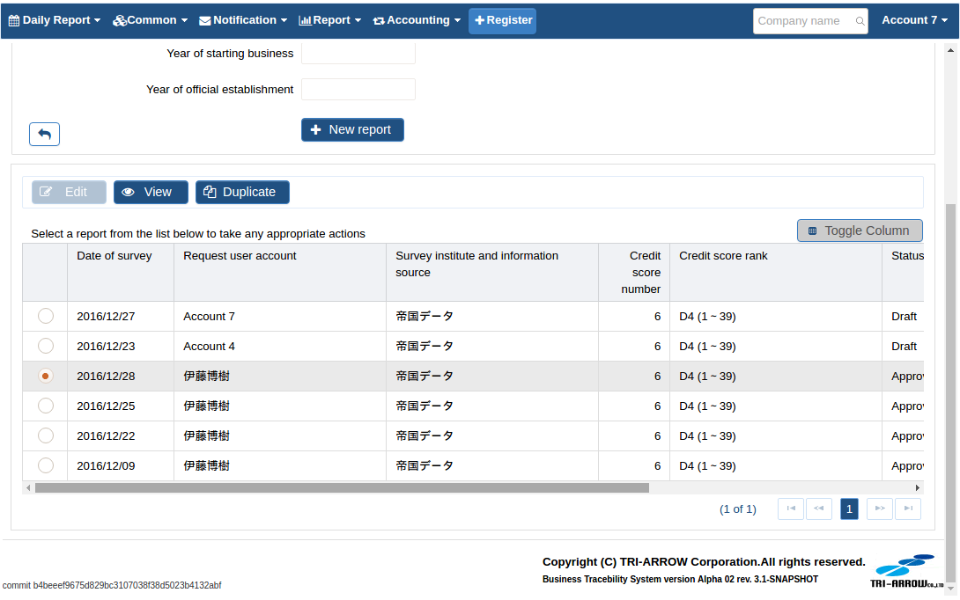 Daily Report Common Notification Report Accounting Register Company name Account 7
Year of starting business
Year of official establishment
New report
Edit View Duplicate
Select a report from the list below to take any appropriate actions
Toggle Column
Date of survey Request user account Survey institute and information source Credit score number Credit score rank Status
2016/12/27 Account 7 帝国データ 6 D4 (1 ~ 39) Draft
2016/12/23 Account 4 帝国データ 6 D4 (1 ~ 39) Draft
2016/12/28 伊藤博樹 帝国データ 6 D4 (1 ~ 39) Approv
2016/12/25 伊藤博樹 帝国データ 6 D4 (1 ~ 39) Approv
2016/12/22 伊藤博樹 帝国データ 6 D4 (1 ~ 39) Approv
2016/12/09 伊藤博樹 帝国データ 6 D4 (1 ~ 39) Approv
(1 of 1) 1
Copyright (C) TRI-ARROW Corporation.All rights reserved.
Business Tracebility System version Alpha 02 rev. 3.1-SNAPSHOT
TRI-ARROW Co.,LTD
commit b4beeef9675d829bc3107038f38d5023b4132abf